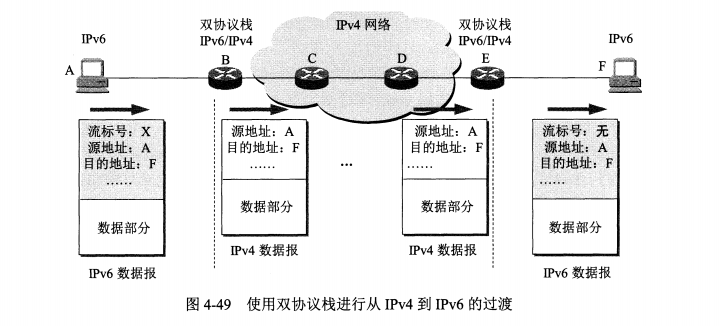 IPv6
双协议栈
IPv6/IPv4
IPv4 网络
双协议栈
IPv6/IPv4
IPv6
A
B
C
D
E
F
流标号：X
源地址：A
目的地址：F
……
数据部分
IPv6 数据报
源地址：A
目的地址：F
……
数据部分
IPv4 数据报
…
源地址：A
目的地址：F
……
数据部分
IPv4 数据报
流标号：无
源地址：A
目的地址：F
……
数据部分
IPv6 数据报
图 4-49 使用双协议栈进行从 IPv4 到 IPv6 的过渡